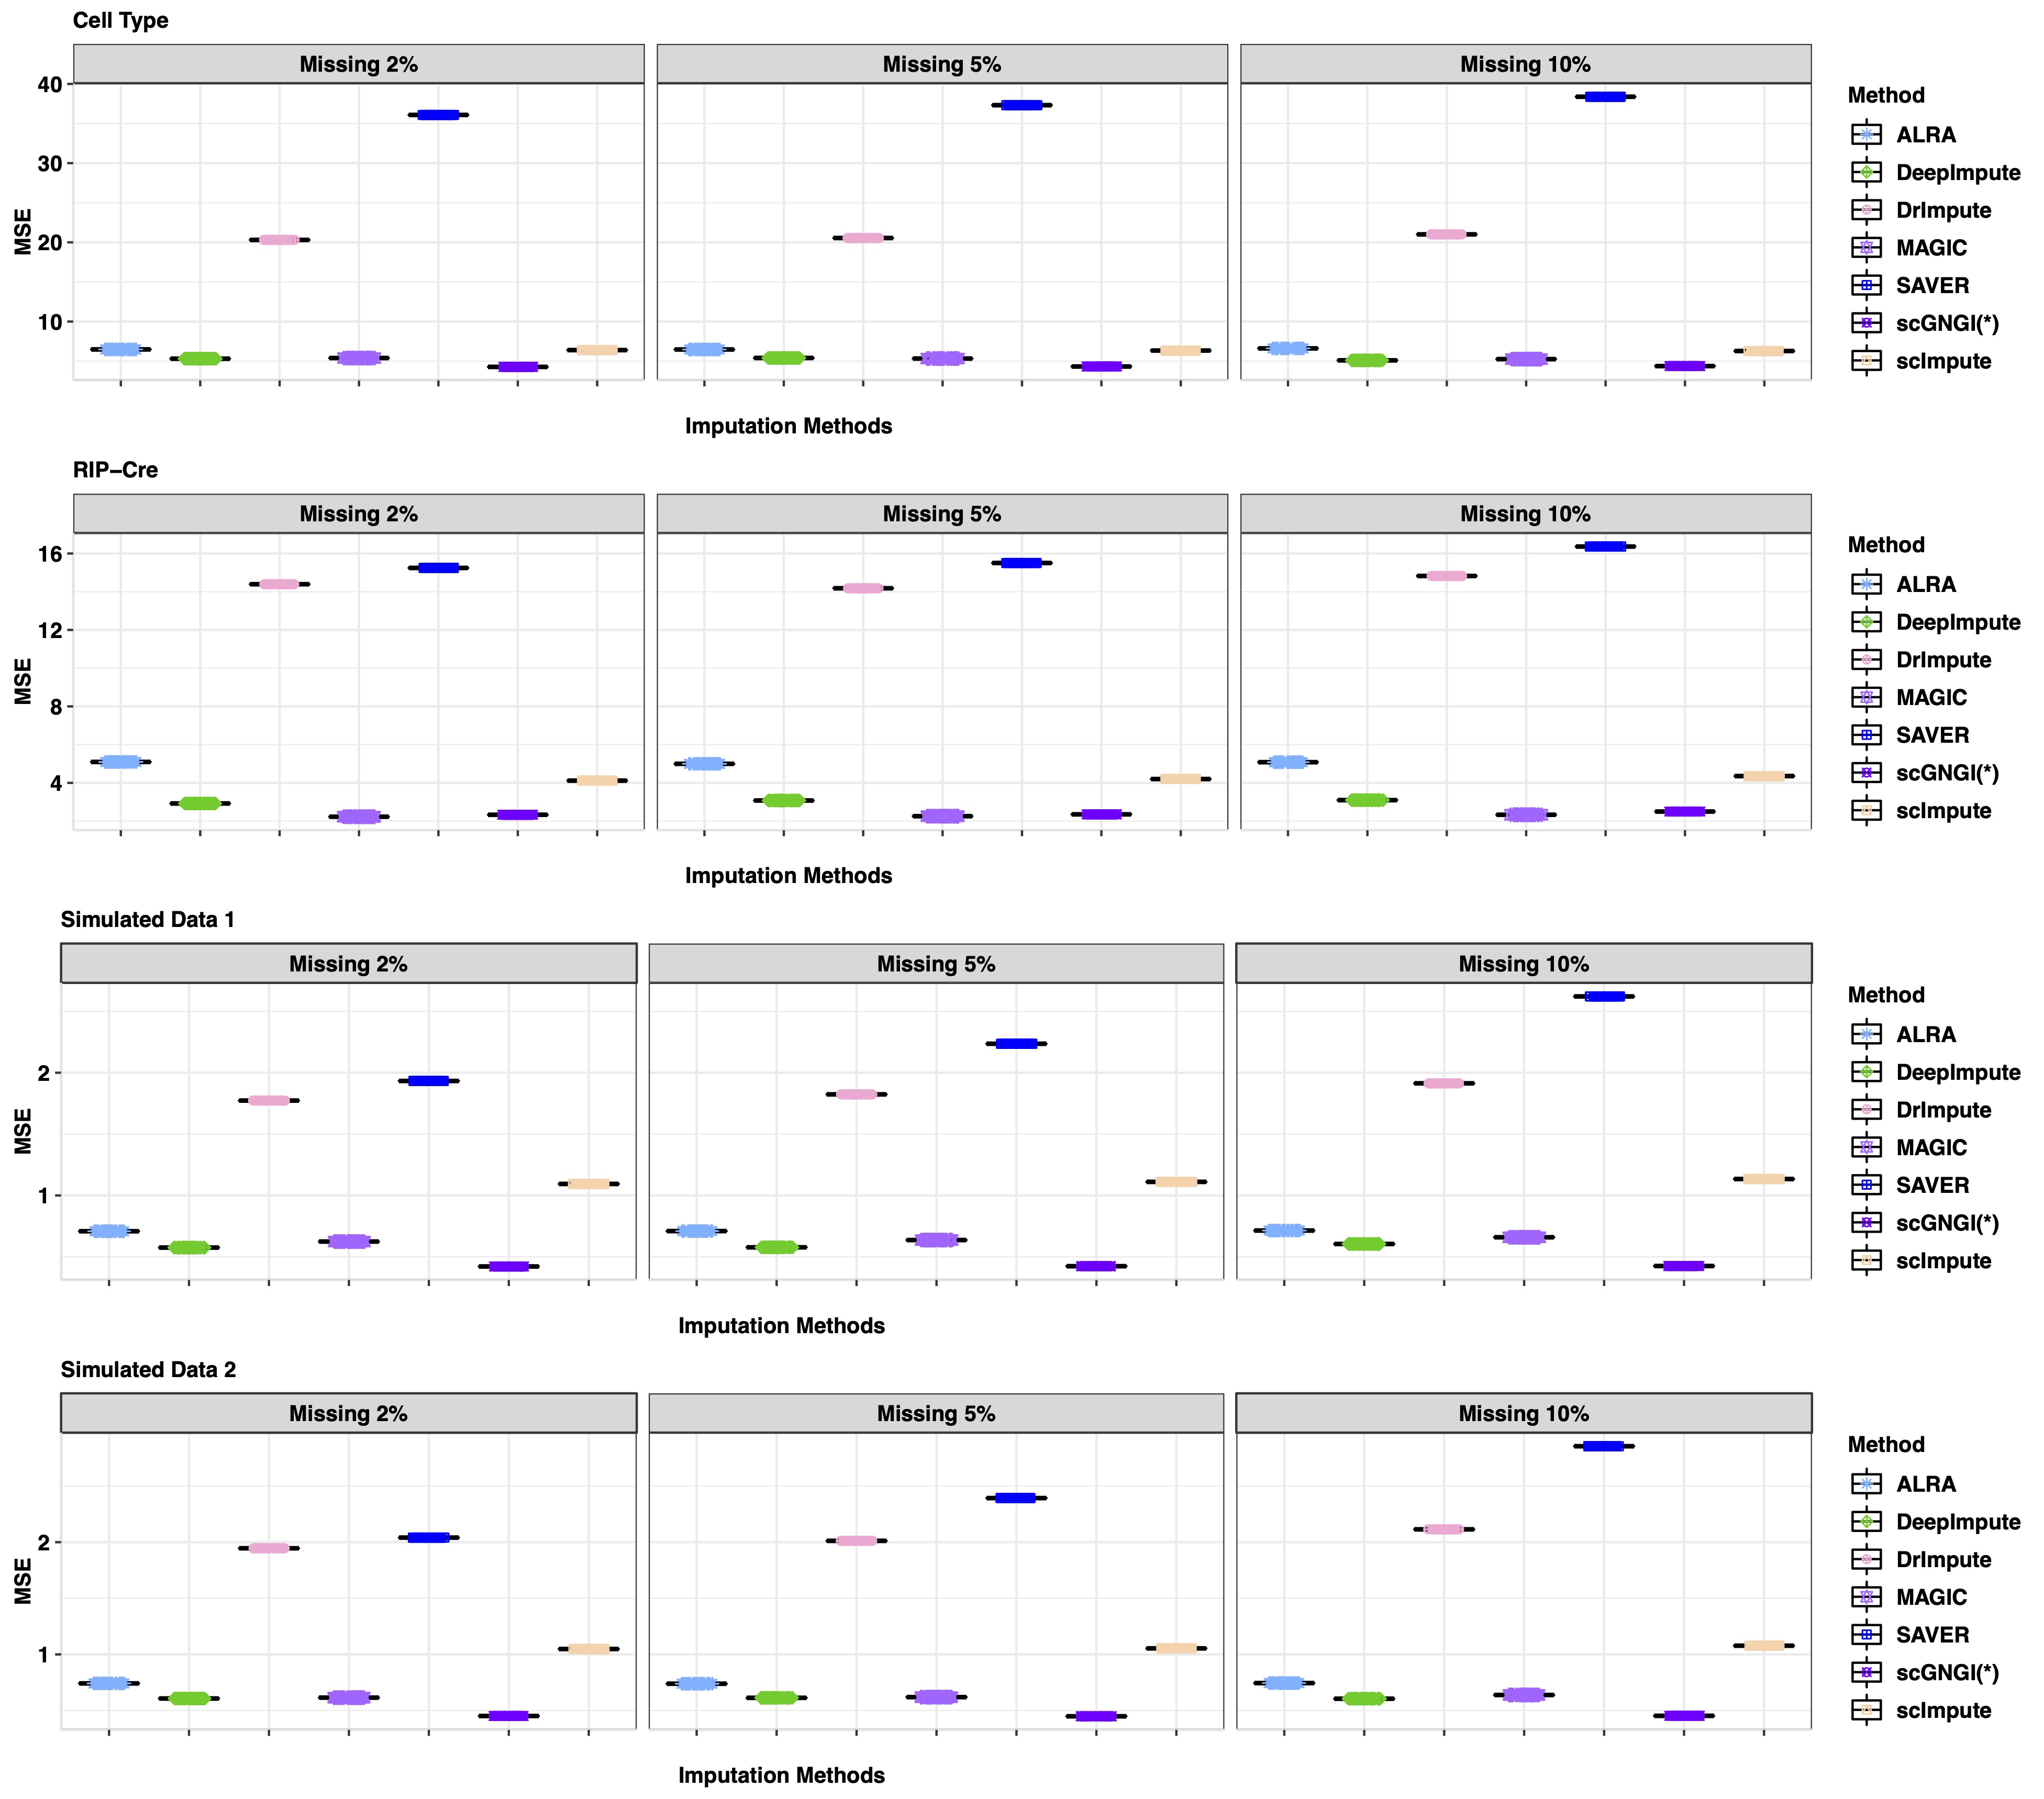 Cell Type
Missing 2% Missing 5% Missing 10%
40
30
20
10
MSE
Imputation Methods
Method
ALRA
DeepImpute
DrImpute
MAGIC
SAVER
scGNGI(*)
scImpute
RIP–Cre
Missing 2% Missing 5% Missing 10%
16
12
8
4
MSE
Imputation Methods
Method
ALRA
DeepImpute
DrImpute
MAGIC
SAVER
scGNGI(*)
scImpute
Simulated Data 1
Missing 2% Missing 5% Missing 10%
2
1
MSE
Imputation Methods
Method
ALRA
DeepImpute
DrImpute
MAGIC
SAVER
scGNGI(*)
scImpute
Simulated Data 2
Missing 2% Missing 5% Missing 10%
2
1
MSE
Imputation Methods
Method
ALRA
DeepImpute
DrImpute
MAGIC
SAVER
scGNGI(*)
scImpute